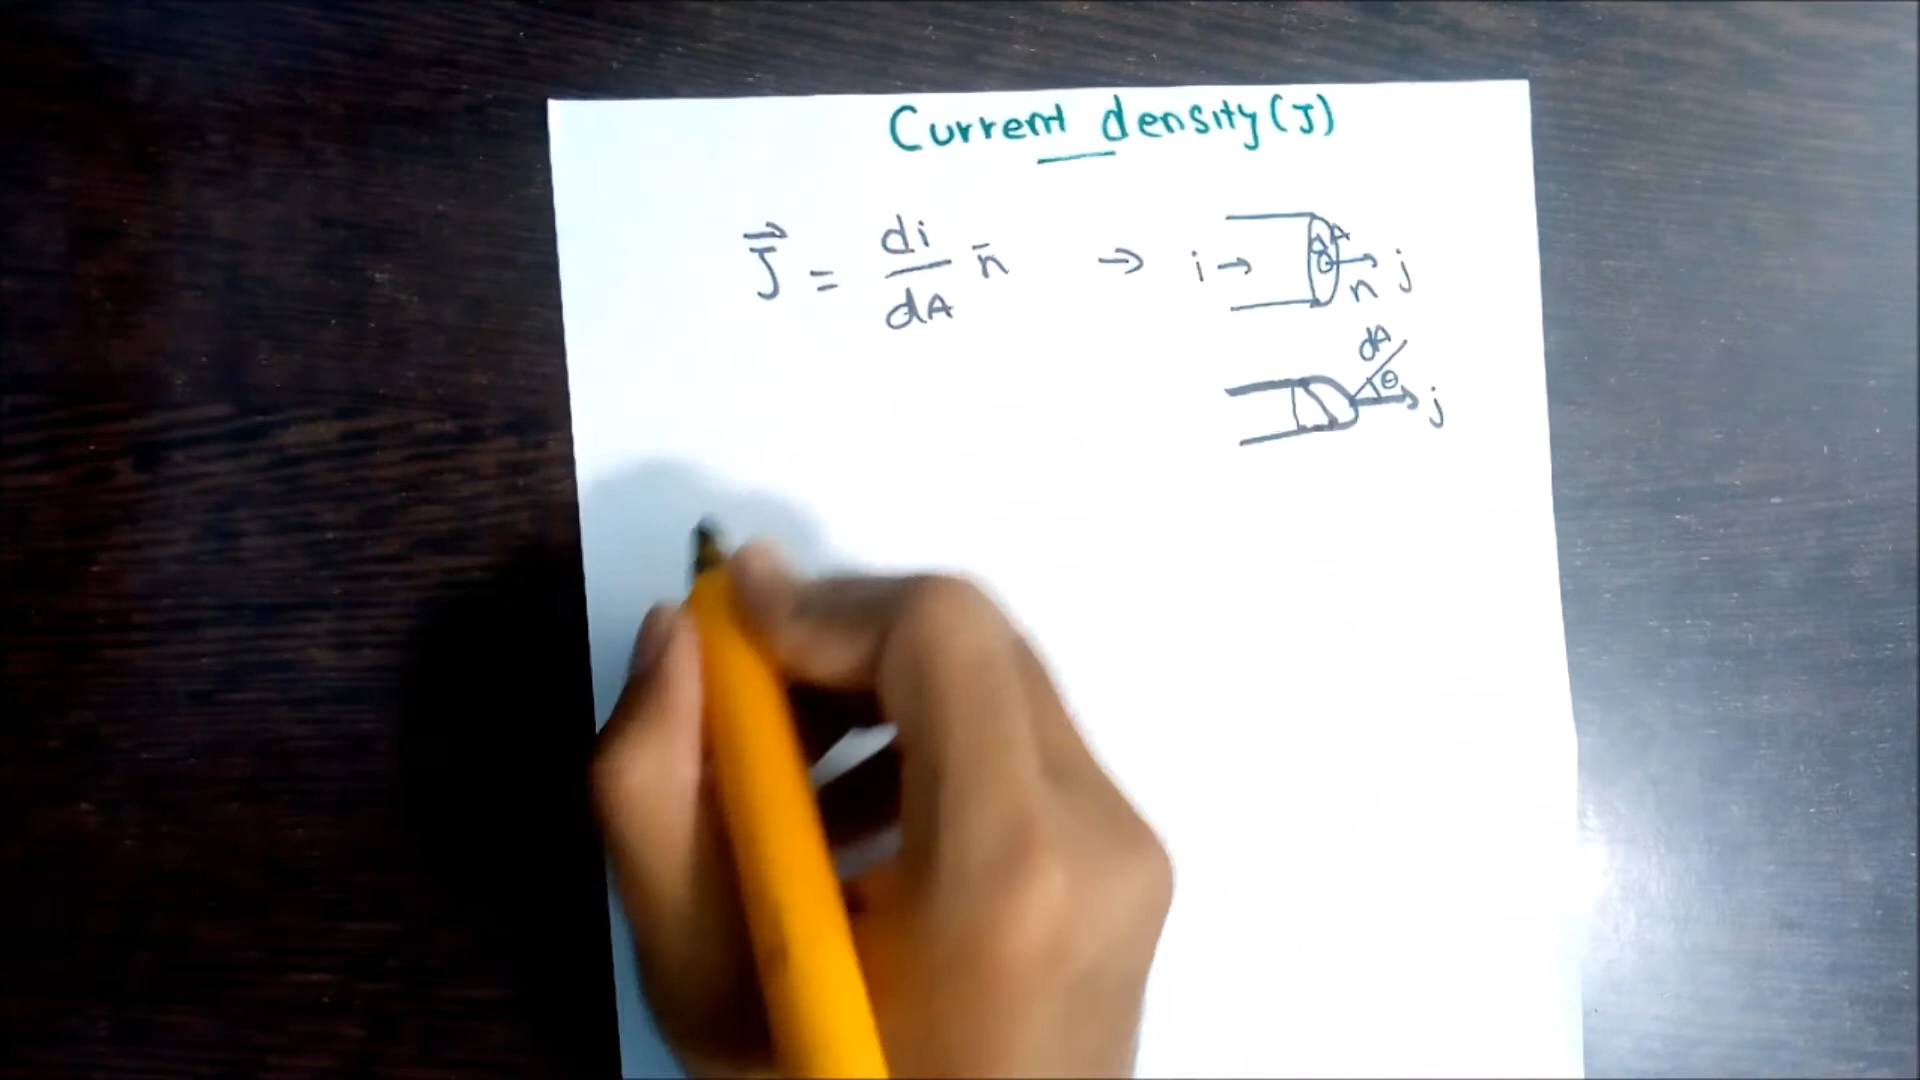 Current density (J)
J⃗ = di/dA n̄ → i → dA n j
dA θ j